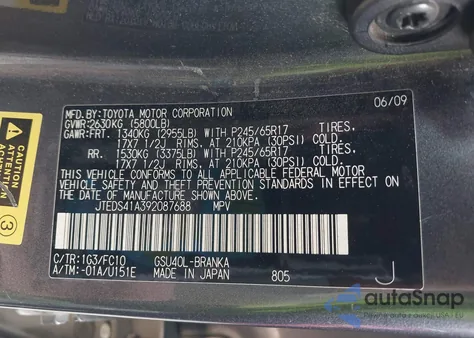 MFD.BY: TOYOTA MOTOR CORPORATION 06/09
GVWR:2630KG (5800LB)
GAWR:FRT. 1340KG (2955LB) WITH P245/65R17 TIRES,
17X7 1/2J RIMS, AT 210KPA (30PSI) COLD.
RR. 1530KG (3375LB) WITH P245/65R17 TIRES,
17X7 1/2J RIMS, AT 210KPA (30PSI) COLD.
THIS VEHICLE CONFORMS TO ALL APPLICABLE FEDERAL MOTOR
VEHICLE SAFETY STANDARDS IN EFFECT ON
THE DATE OF MANUFACTURE SHOWN ABOVE.
JTEDS41A392087688 MPV
C/TR:1G3/FC10 GSU40L-BRANKA
A/TM:-01A/U151E MADE IN JAPAN 805 J
CAUTION
ATTENTION
3
autoSnap